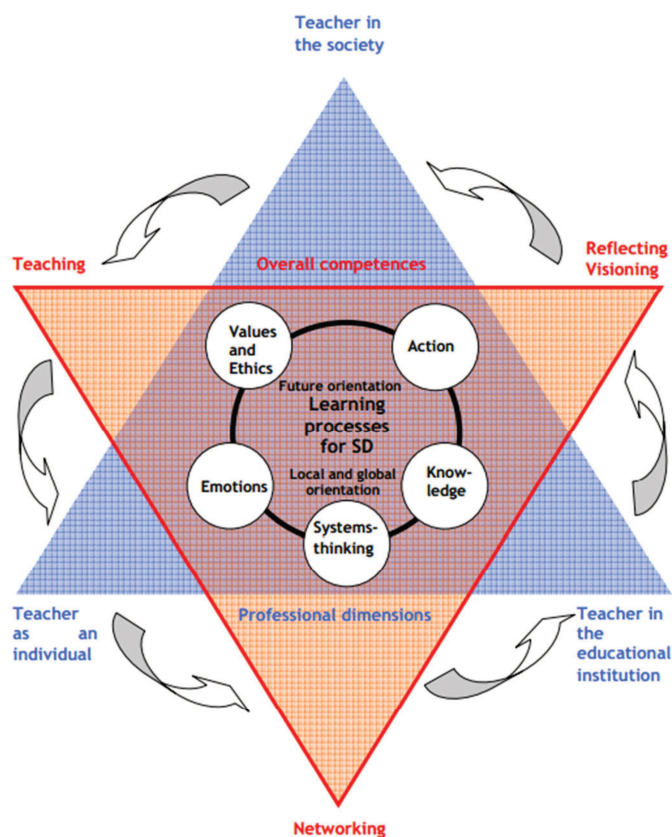 Teacher in
the society
Teaching
Overall competences
Reflecting
Visioning
Values
and
Ethics
Action
Future orientation
Learning
processes
for SD
Local and global
orientation
Emotions
Know-
ledge
Systems-
thinking
Teacher
as an
individual
Professional dimensions
Teacher in
the
educational
institution
Networking